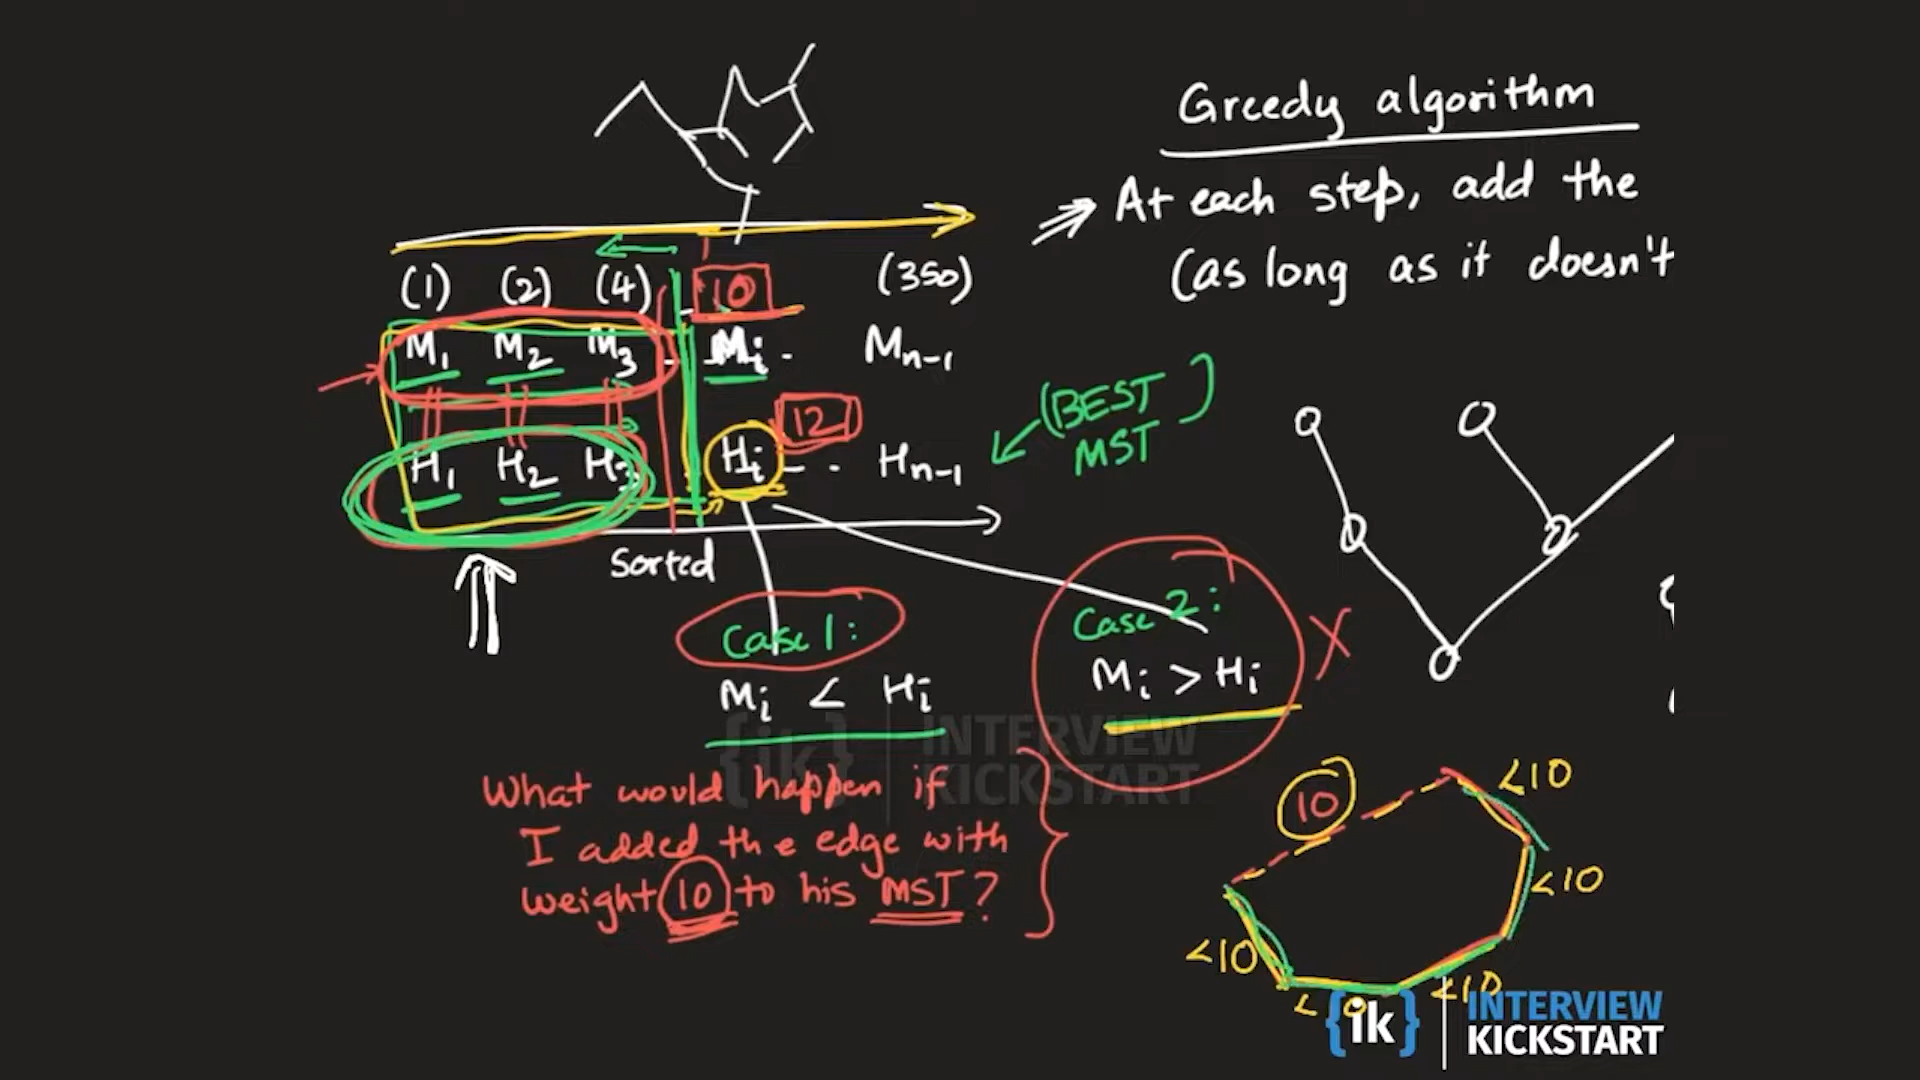 Greedy algorithm
At each step, add the
(as long as it doesn't
(1) (2) (4) 10 (350)
M1 M2 M3 - Mi - Mn-1
12
H1 H2 H3 Hi - - Hn-1
(BEST)
MST
Sorted
Case 1:
Mi < Hi
Case 2:
Mi > Hi
X
What would happen if
I added the edge with
weight 10 to his MST?
10
<10
<10
<10
<10
{ik} INTERVIEW
KICKSTART
{ik} INTERVIEW
KICKSTART